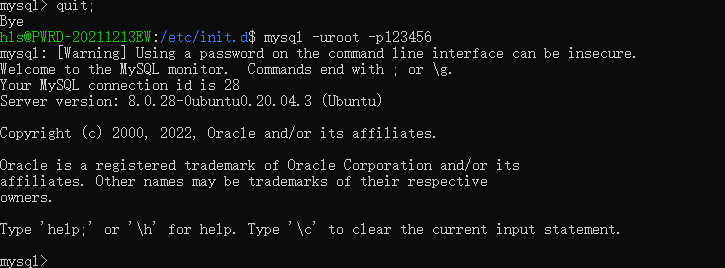 mysql> quit;
Bye
hls@PWRD-20211213EW:/etc/init.d$ mysql -uroot -p123456
mysql: [Warning] Using a password on the command line interface can be insecure.
Welcome to the MySQL monitor.  Commands end with ; or \g.
Your MySQL connection id is 28
Server version: 8.0.28-0ubuntu0.20.04.3 (Ubuntu)
Copyright (c) 2000, 2022, Oracle and/or its affiliates.
Oracle is a registered trademark of Oracle Corporation and/or its
affiliates. Other names may be trademarks of their respective
owners.
Type 'help;' or '\h' for help. Type '\c' to clear the current input statement.
mysql>